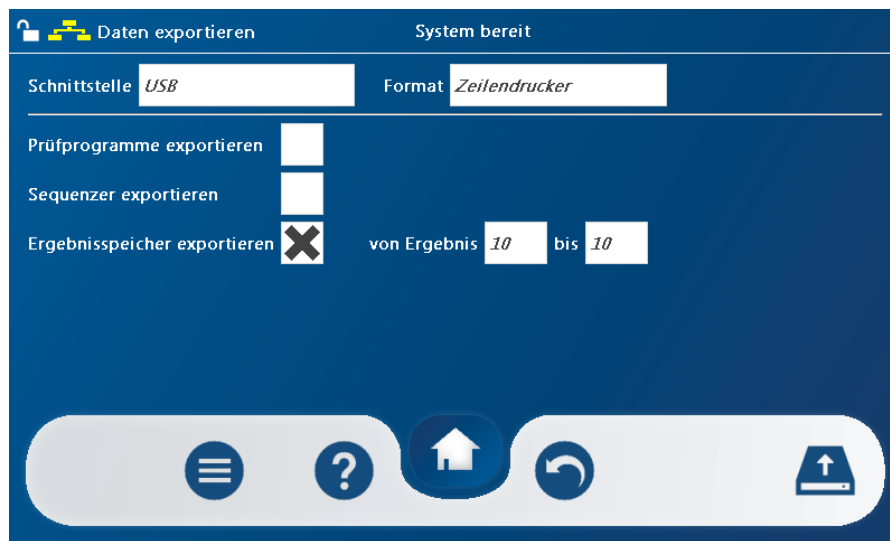 Daten exportieren System bereit
Schnittstelle USB Format Zeilendrucker
Prüfprogramme exportieren
Sequenzer exportieren
Ergebnisspeicher exportieren von Ergebnis 10 bis 10
?